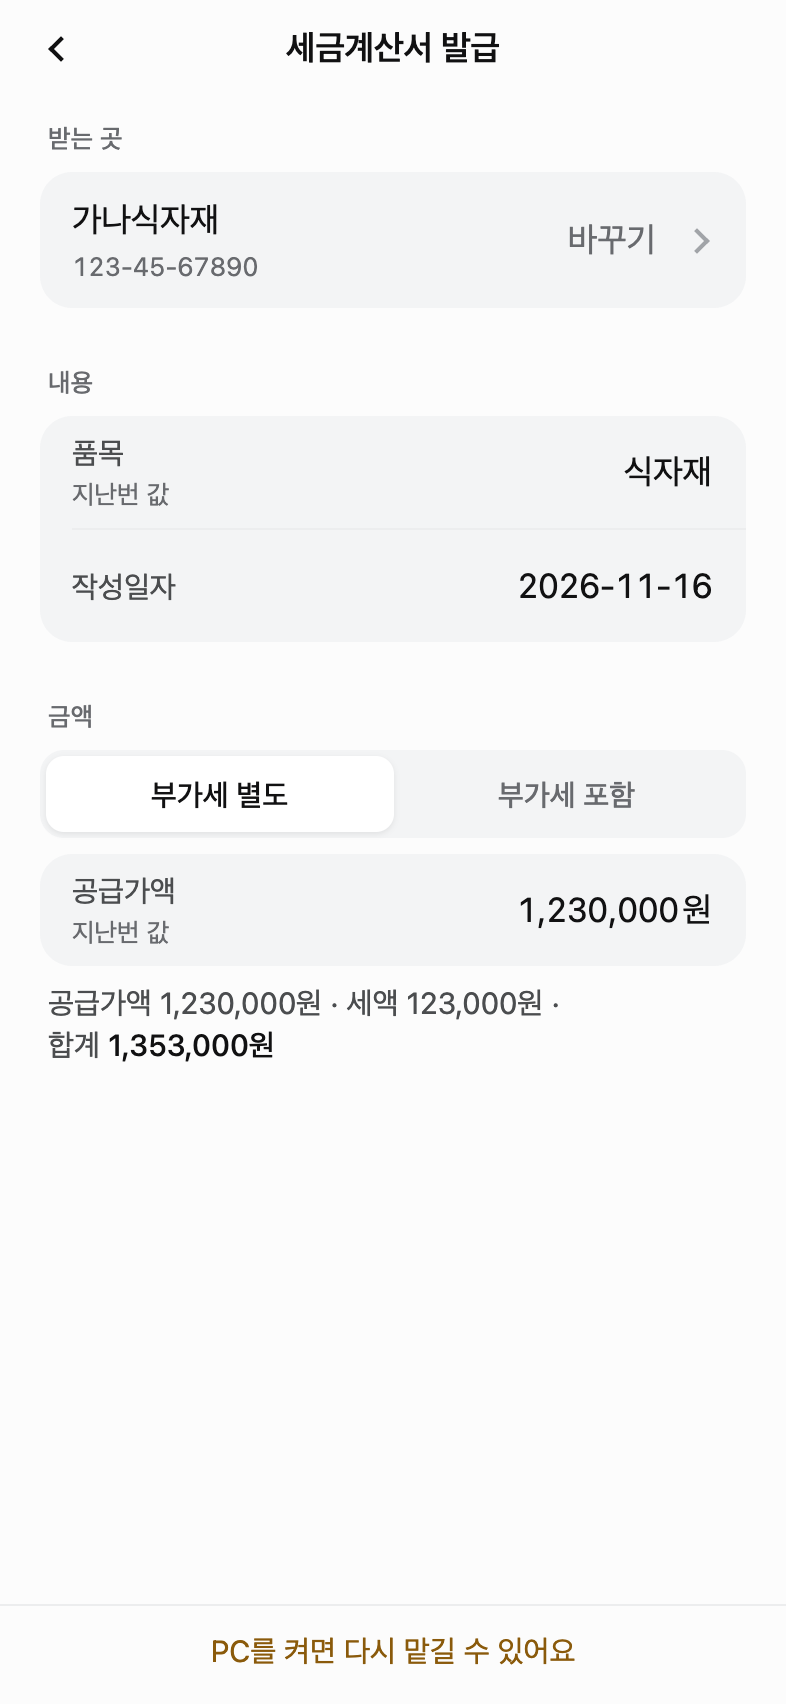 세금계산서 발급
받는 곳
가나식자재
123-45-67890
바꾸기
내용
품목
지난번 값
식자재
작성일자
2026-11-16
금액
부가세 별도
부가세 포함
공급가액
지난번 값
1,230,000원
공급가액 1,230,000원 · 세액 123,000원 ·
합계 1,353,000원
PC를 켜면 다시 맡길 수 있어요